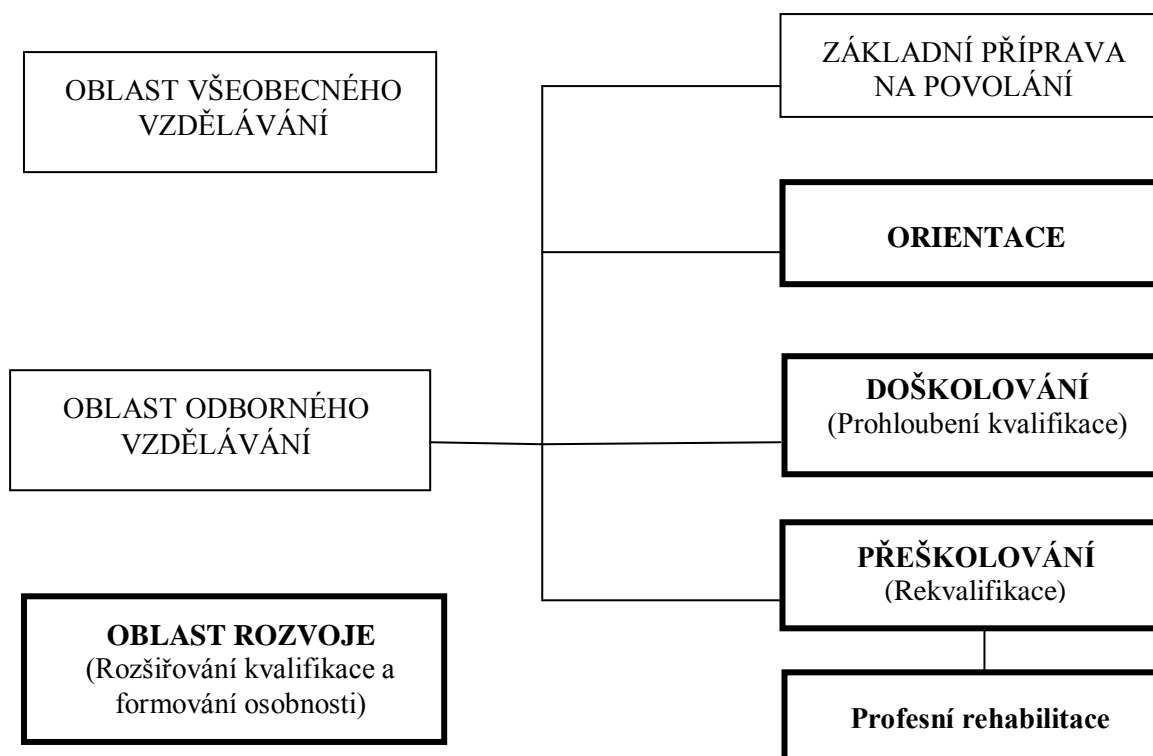 OBLAST VŠEOBECNÉHO
VZDĚLÁVÁNÍ
ZÁKLADNÍ PŘÍPRAVA
NA POVOLÁNÍ
ORIENTACE
OBLAST ODBORNÉHO
VZDĚLÁVÁNÍ
DOŠKOLOVÁNÍ
(Prohloubení kvalifikace)
PŘEŠKOLOVÁNÍ
(Rekvalifikace)
OBLAST ROZVOJE
(Rozšiřování kvalifikace a
formování osobnosti)
Profesní rehabilitace